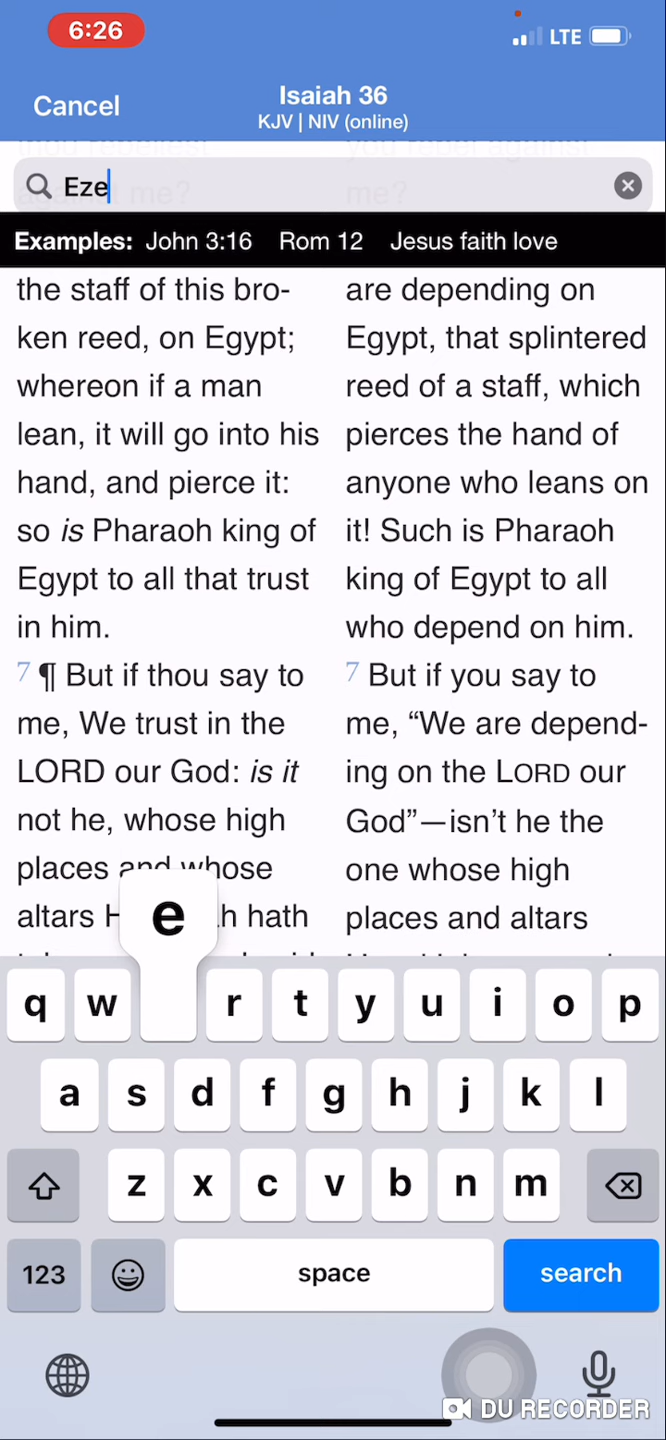 6:26
LTE
Cancel
Isaiah 36
KJV | NIV (online)
me?
Eze
Examples: John 3:16 Rom 12 Jesus faith love
the staff of this bro-
ken reed, on Egypt;
whereon if a man
lean, it will go into his
hand, and pierce it:
so is Pharaoh king of
Egypt to all that trust
in him.
7 ¶ But if thou say to
me, We trust in the
LORD our God: is it
not he, whose high
places and whose
altars H h hath
are depending on
Egypt, that splintered
reed of a staff, which
pierces the hand of
anyone who leans on
it! Such is Pharaoh
king of Egypt to all
who depend on him.
7 But if you say to
me, “We are depend-
ing on the LORD our
God”—isn’t he the
one whose high
places and altars
e
q w r t y u i o p
a s d f g h j k l
z x c v b n m
123 space search
DU RECORDER